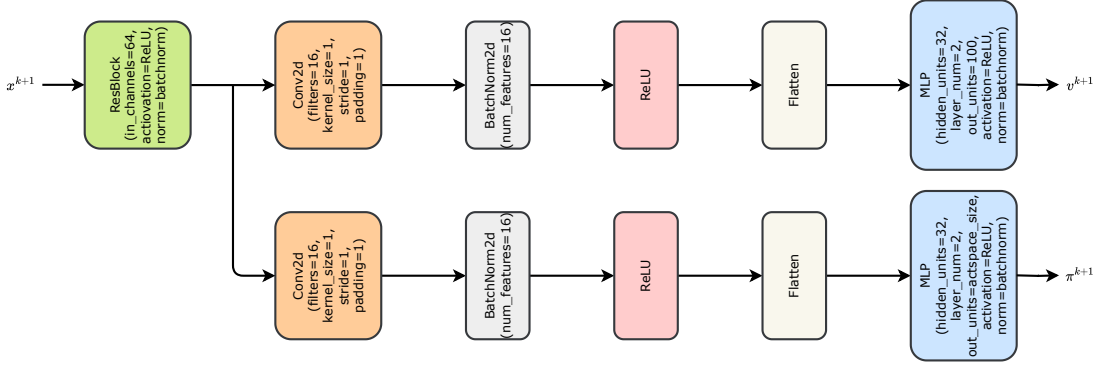 x^{k+1}
ResBlock
(in_channels=64,
actiovation=ReLU,
norm=batchnorm)
Conv2d
(filters=16,
kernel_size=1,
stride=1,
padding=1)
BatchNorm2d
(num_features=16)
ReLU
Flatten
MLP
(hidden_units=32,
layer_num=2,
out_units=100,
activation=ReLU,
norm=batchnorm)
v^{k+1}
Conv2d
(filters=16,
kernel_size=1,
stride=1,
padding=1)
BatchNorm2d
(num_features=16)
ReLU
Flatten
MLP
(hidden_units=32,
layer_num=2,
out_units=actspace_size,
activation=ReLU,
norm=batchnorm)
π^{k+1}